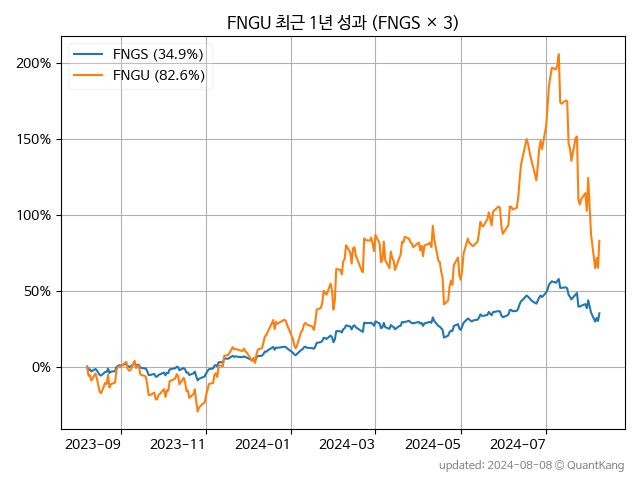 FNGU 최근 1년 성과 (FNGS × 3)
FNGS (34.9%)
FNGU (82.6%)
200%
150%
100%
50%
0%
2023-09 2023-11 2024-01 2024-03 2024-05 2024-07
updated: 2024-08-08 © QuantKang